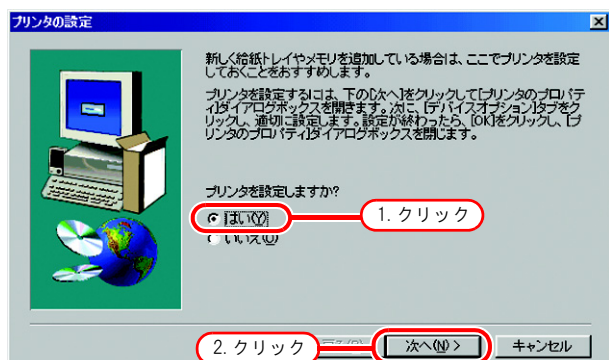 プリンタの設定
新しく給紙トレイやメモリを追加している場合は、ここでプリンタを設定
しておくことをおすすめします。
プリンタを設定するには、下の[次へ]をクリックして[プリンタのプロパテ
ィ]ダイアログボックスを開きます。次に、[デバイスオプション]タブをク
リックし、適切に設定します。設定が終わったら、[OK]をクリックし、[プ
リンタのプロパティ]ダイアログボックスを閉じます。
プリンタを設定しますか?
はい(Y)
1. クリック
いいえ(O)
2. クリック
次へ(N) >
キャンセル